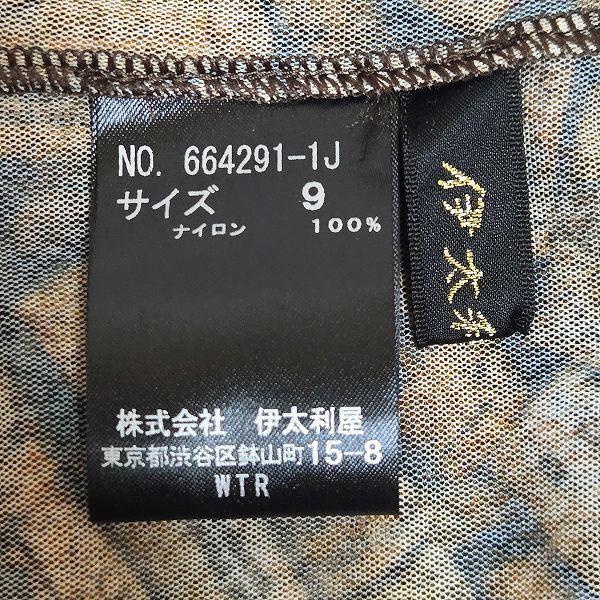 NO. 664291-1J
サイズ 9
ナイロン 100%
株式会社 伊太利屋
東京都渋谷区鉢山町15-8
WTR
伊太利